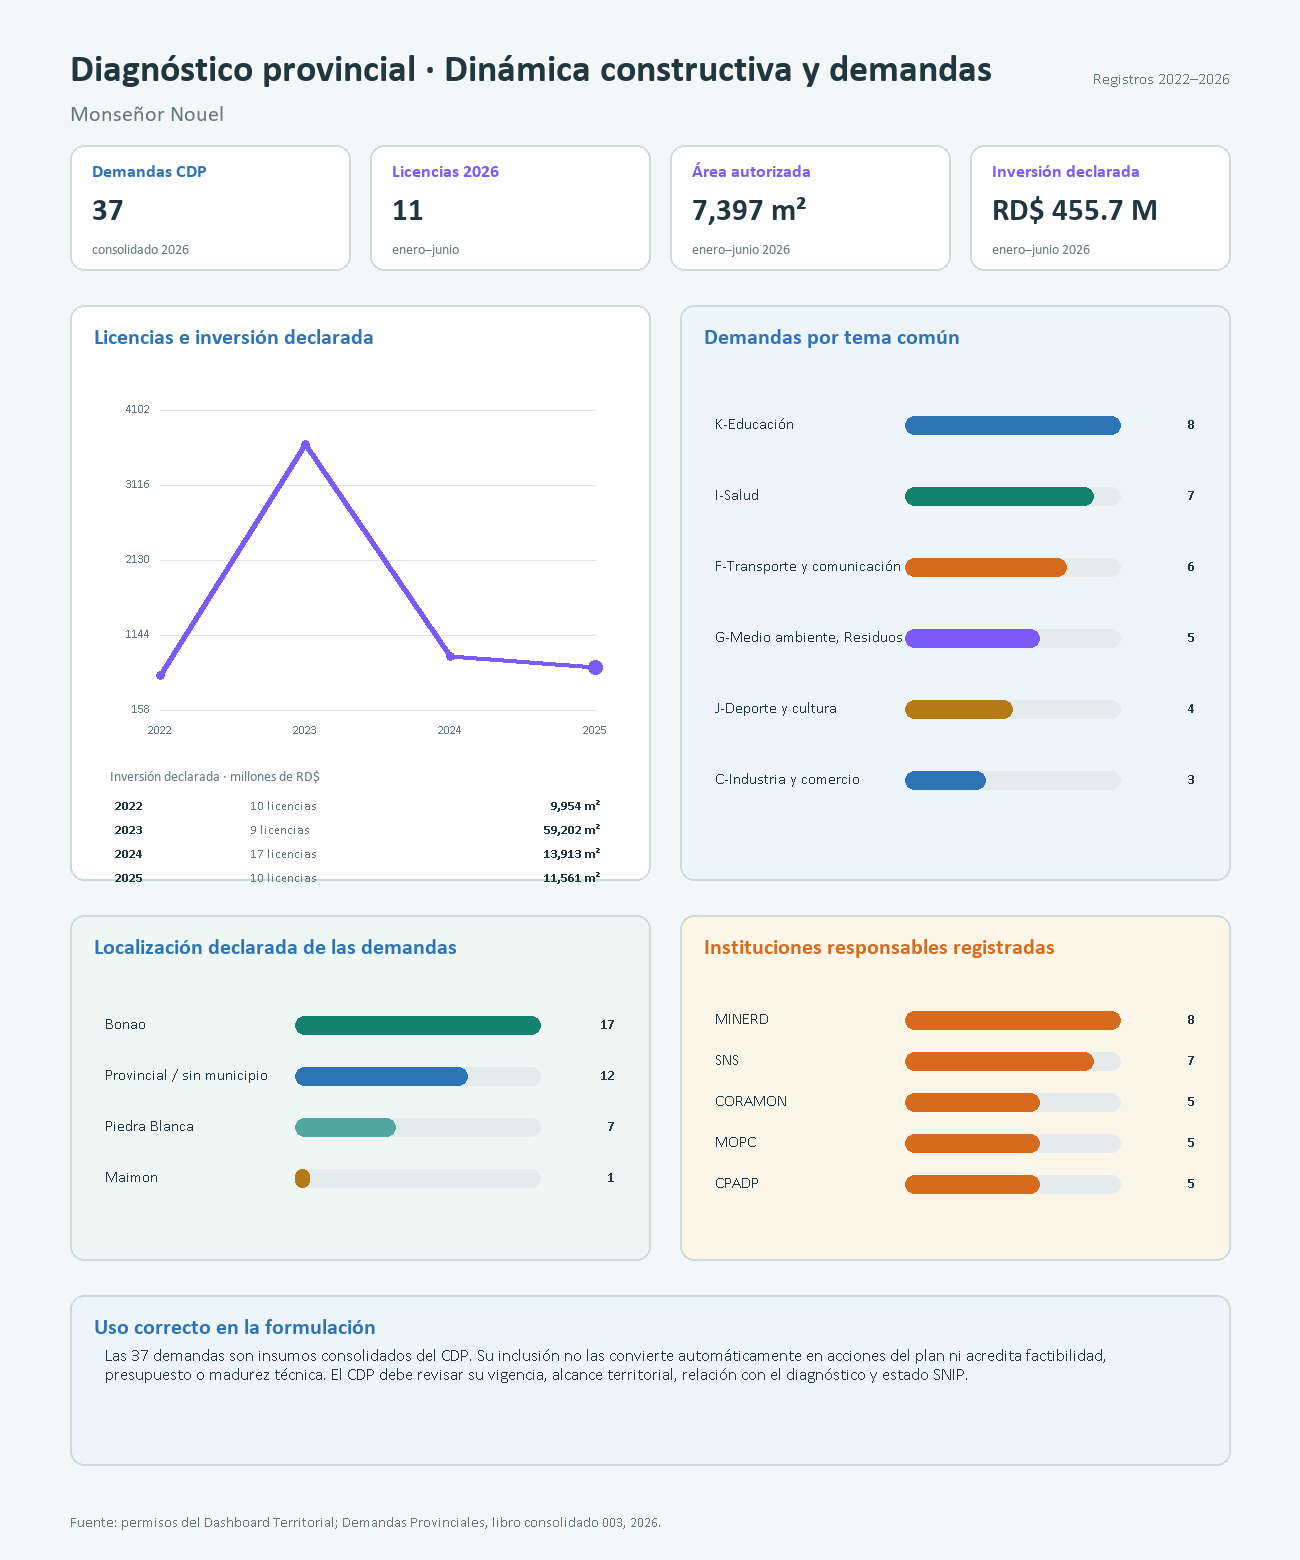 Diagnóstico provincial · Dinámica constructiva y demandas
Registros 2022–2026
Monseñor Nouel
Demandas CDP
37
consolidado 2026
Licencias 2026
11
enero–junio
Área autorizada
7,397 m²
enero–junio 2026
Inversión declarada
RD$ 455.7 M
enero–junio 2026
Licencias e inversión declarada
4102
3116
2130
1144
158
2022 2023 2024 2025
Inversión declarada · millones de RD$
2022 10 licencias 9,954 m²
2023 9 licencias 59,202 m²
2024 17 licencias 13,913 m²
2025 10 licencias 11,561 m²
Demandas por tema común
K-Educación 8
I-Salud 7
F-Transporte y comunicación 6
G-Medio ambiente, Residuos 5
J-Deporte y cultura 4
C-Industria y comercio 3
Localización declarada de las demandas
Bonao 17
Provincial / sin municipio 12
Piedra Blanca 7
Maimon 1
Instituciones responsables registradas
MINERD 8
SNS 7
CORAMON 5
MOPC 5
CPADP 5
Uso correcto en la formulación
Las 37 demandas son insumos consolidados del CDP. Su inclusión no las convierte automáticamente en acciones del plan ni acredita factibilidad,
presupuesto o madurez técnica. El CDP debe revisar su vigencia, alcance territorial, relación con el diagnóstico y estado SNIP.
Fuente: permisos del Dashboard Territorial; Demandas Provinciales, libro consolidado 003, 2026.